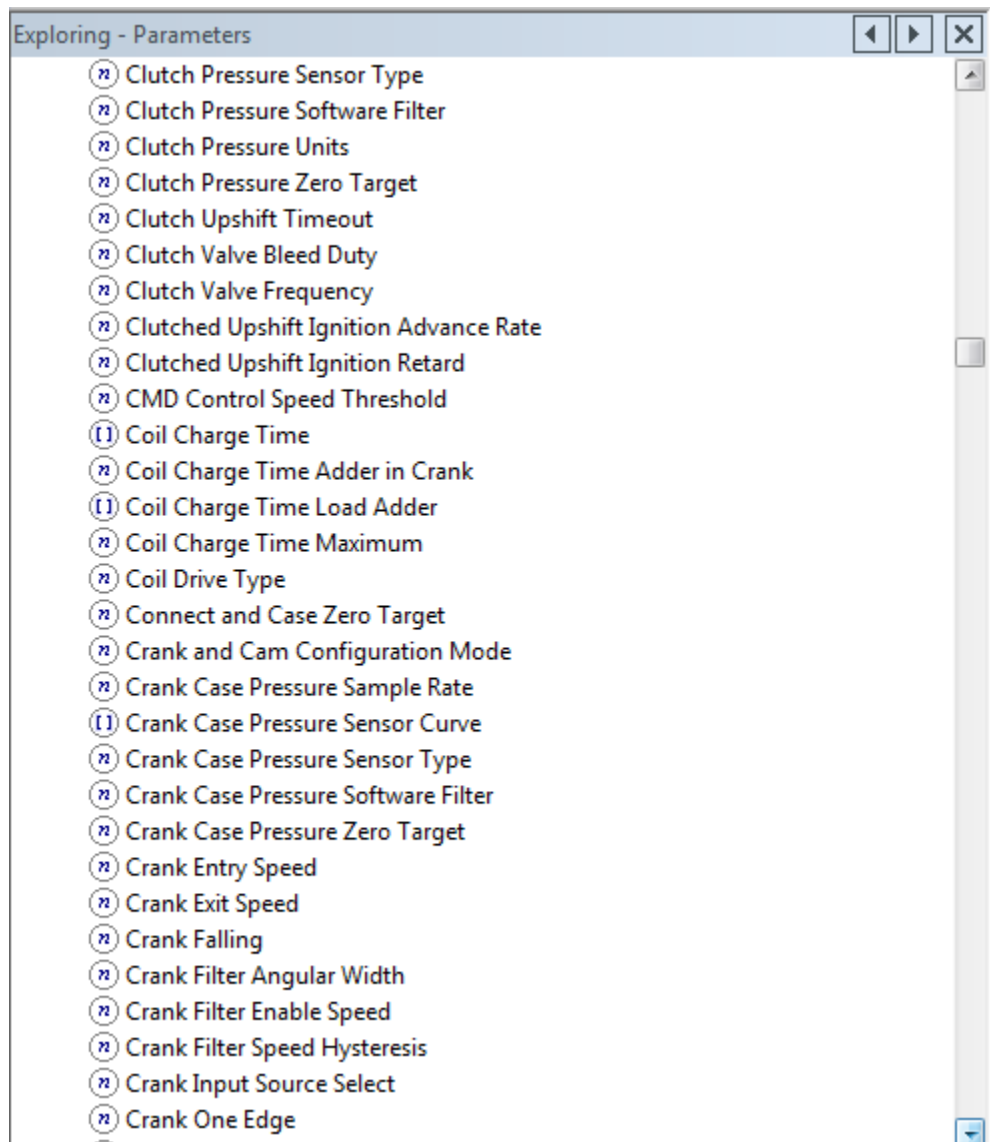 Exploring - Parameters
n Clutch Pressure Sensor Type
n Clutch Pressure Software Filter
n Clutch Pressure Units
n Clutch Pressure Zero Target
n Clutch Upshift Timeout
n Clutch Valve Bleed Duty
n Clutch Valve Frequency
n Clutched Upshift Ignition Advance Rate
n Clutched Upshift Ignition Retard
n CMD Control Speed Threshold
[] Coil Charge Time
n Coil Charge Time Adder in Crank
[] Coil Charge Time Load Adder
n Coil Charge Time Maximum
n Coil Drive Type
n Connect and Case Zero Target
n Crank and Cam Configuration Mode
n Crank Case Pressure Sample Rate
[] Crank Case Pressure Sensor Curve
n Crank Case Pressure Sensor Type
n Crank Case Pressure Software Filter
n Crank Case Pressure Zero Target
n Crank Entry Speed
n Crank Exit Speed
n Crank Falling
n Crank Filter Angular Width
n Crank Filter Enable Speed
n Crank Filter Speed Hysteresis
n Crank Input Source Select
n Crank One Edge